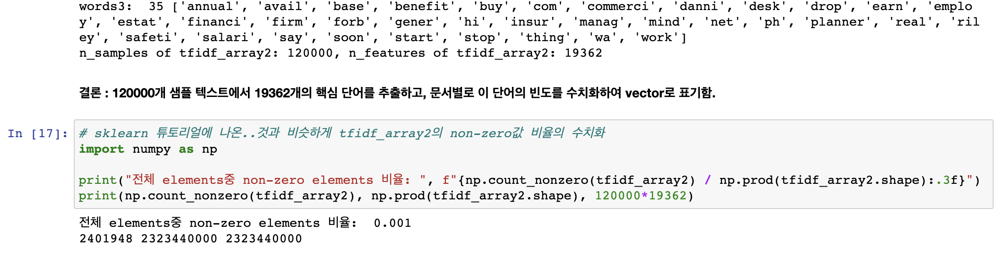 words3:  35 ['annual', 'avail', 'base', 'benefit', 'buy', 'com', 'commerci', 'danni', 'desk', 'drop', 'earn', 'emplo
y', 'estat', 'financi', 'firm', 'forb', 'gener', 'hi', 'insur', 'manag', 'mind', 'net', 'ph', 'planner', 'real', 'ril
ey', 'safeti', 'salari', 'say', 'soon', 'start', 'stop', 'thing', 'wa', 'work']
n_samples of tfidf_array2: 120000, n_features of tfidf_array2: 19362
결론 : 120000개 샘플 텍스트에서 19362개의 핵심 단어를 추출하고, 문서별로 이 단어의 빈도를 수치화하여 vector로 표기함.
In [17]: # sklearn 튜토리얼에 나온..것과 비슷하게 tfidf_array2의 non-zero값 비율의 수치화
import numpy as np
print("전체 elements중 non-zero elements 비율: ", f"{np.count_nonzero(tfidf_array2) / np.prod(tfidf_array2.shape):.3f}")
print(np.count_nonzero(tfidf_array2), np.prod(tfidf_array2.shape), 120000*19362)
전체 elements중 non-zero elements 비율:  0.001
2401948 2323440000 2323440000